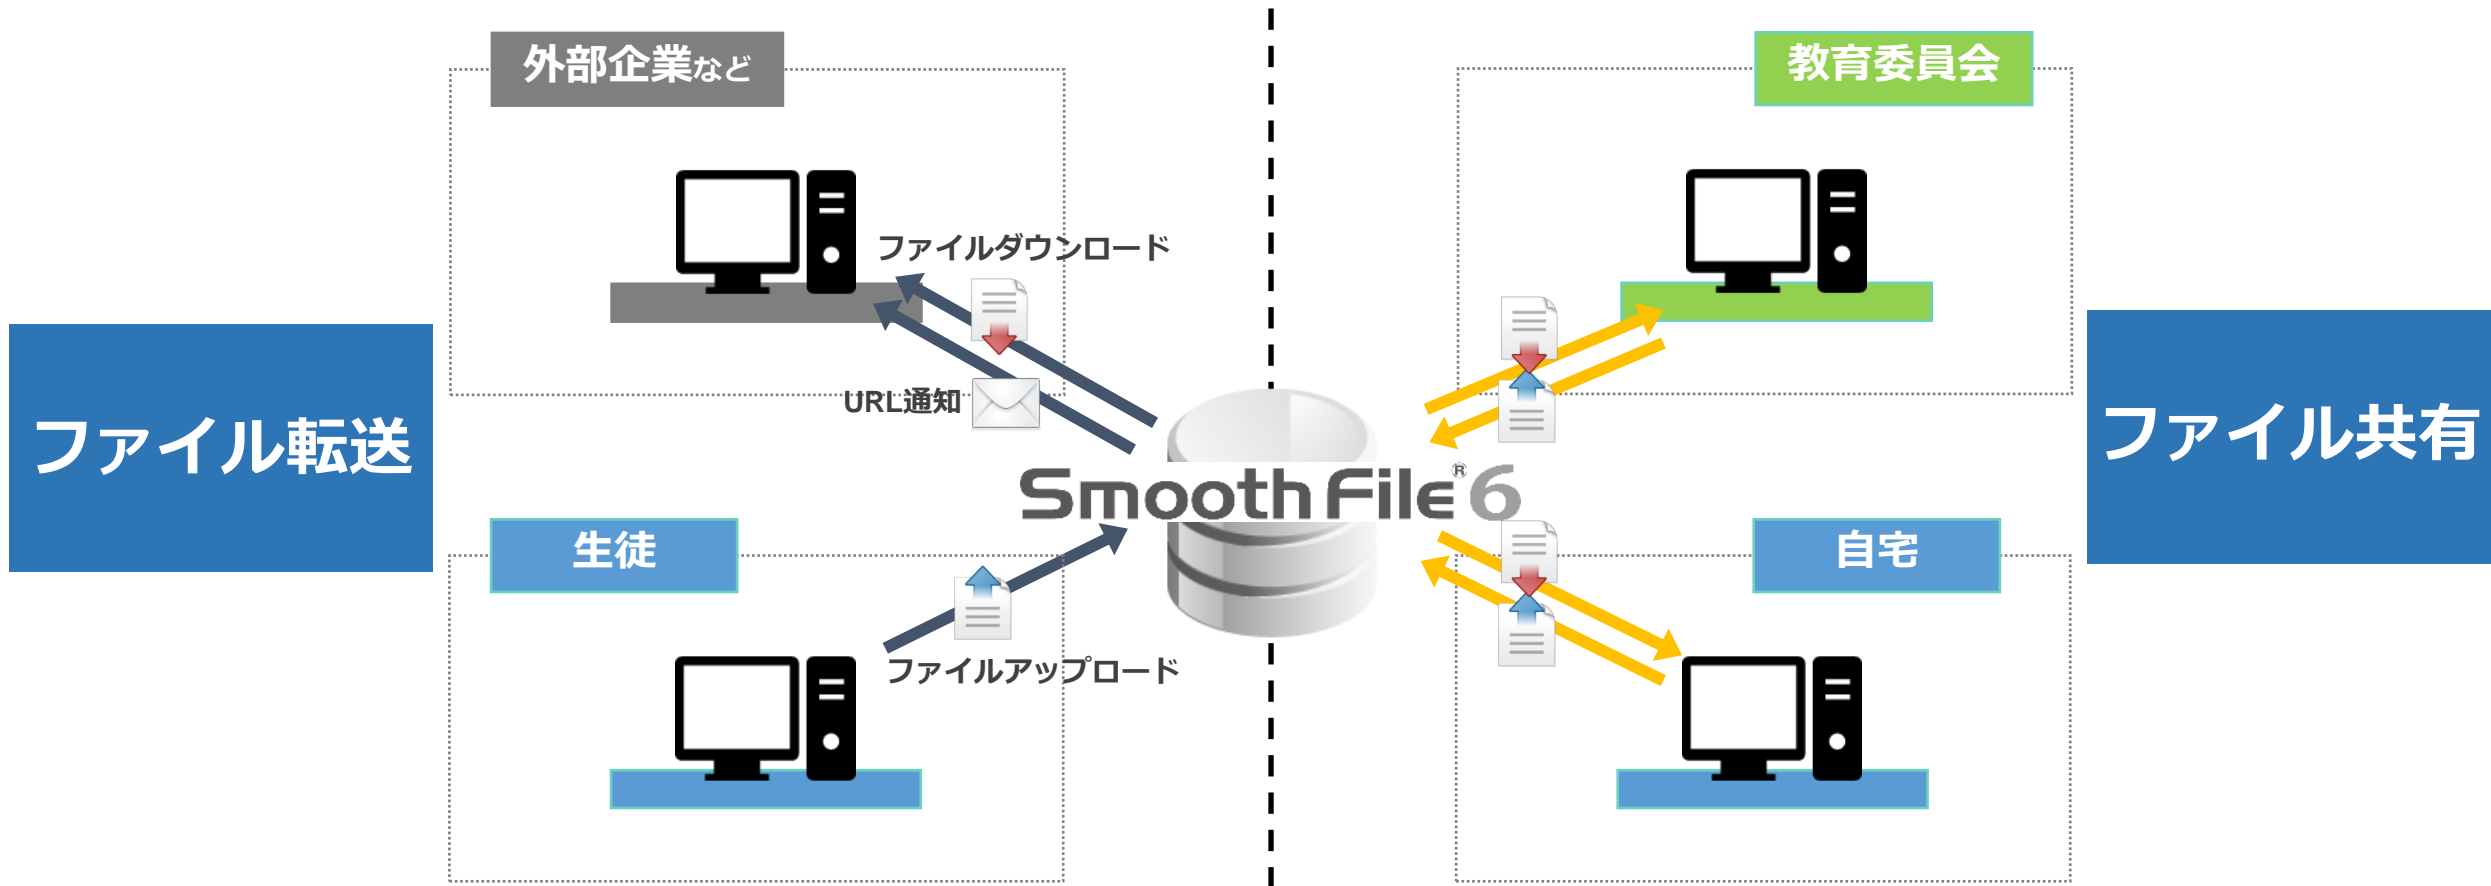 外部企業など
教育委員会
ファイルダウンロード
URL通知
ファイル転送
ファイル共有
Smooth File® 6
生徒
自宅
ファイルアップロード